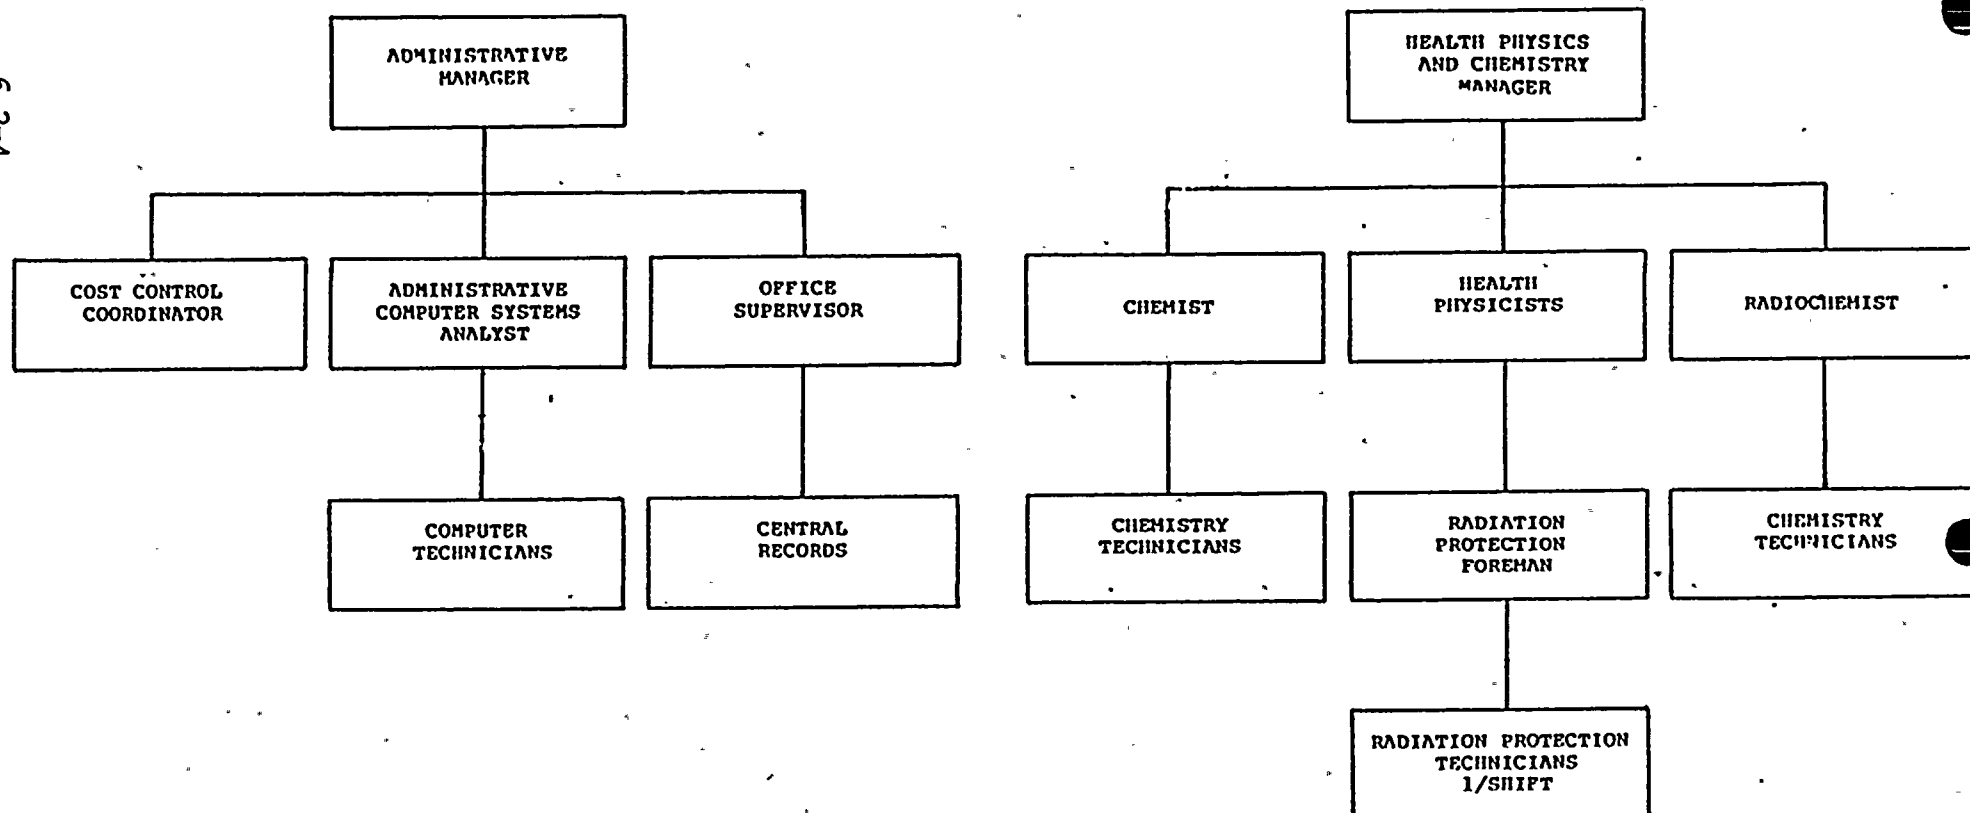 ADMINISTRATIVE
MANAGER
HEALTH PHYSICS
AND CHEMISTRY
MANAGER
COST CONTROL
COORDINATOR
ADMINISTRATIVE
COMPUTER SYSTEMS
ANALYST
OFFICE
SUPERVISOR
CHEMIST
HEALTH
PHYSICISTS
RADIOCHEMIST
COMPUTER
TECHNICIANS
CENTRAL
RECORDS
CHEMISTRY
TECHNICIANS
RADIATION
PROTECTION
FOREMAN
CHEMISTRY
TECHNICIANS
RADIATION PROTECTION
TECHNICIANS
1/SHIFT